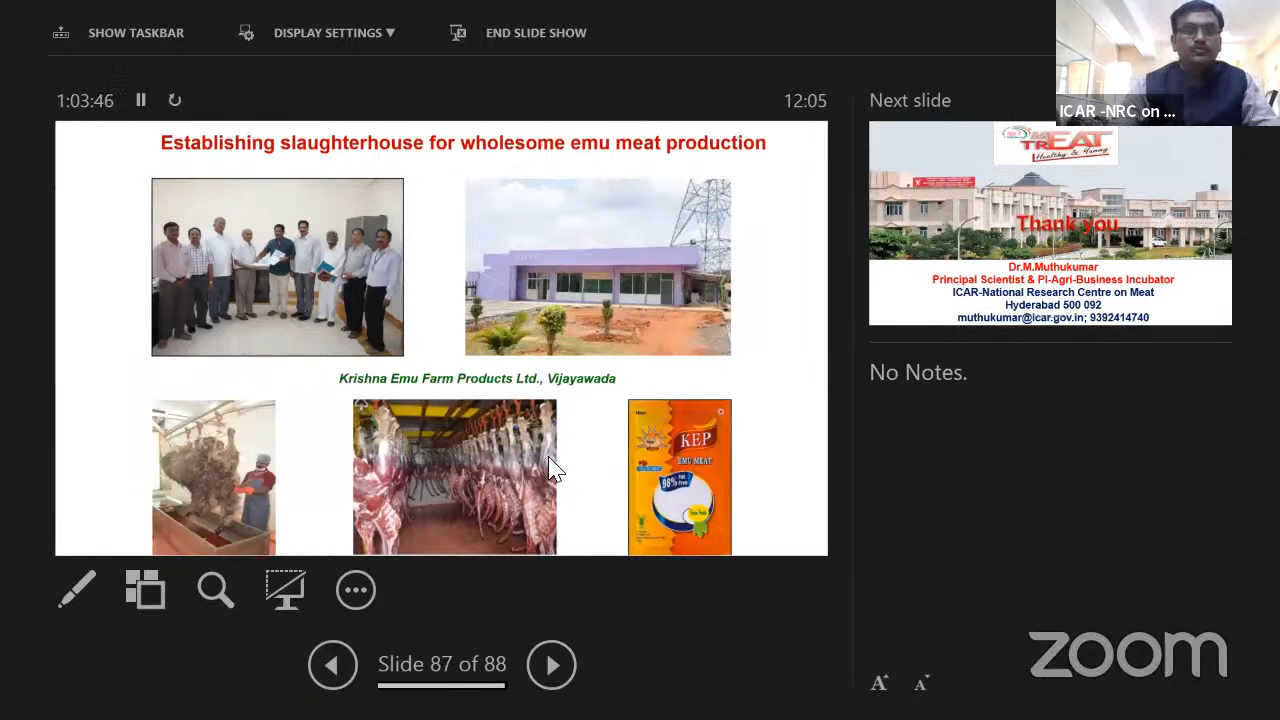 SHOW TASKBAR
DISPLAY SETTINGS ▼
END SLIDE SHOW
1:03:46
12:05
Next slide
ICAR -NRC on ...
Establishing slaughterhouse for wholesome emu meat production
Krishna Emu Farm Products Ltd., Vijayawada
KEP
EMU MEAT
98% Fat Free
TREAT
Healthy & Yummy
Thank you
Dr.M.Muthukumar
Principal Scientist & PI-Agri-Business Incubator
ICAR-National Research Centre on Meat
Hyderabad 500 092
muthukumar@icar.gov.in; 9392414740
No Notes.
Slide 87 of 88
A A
zoom